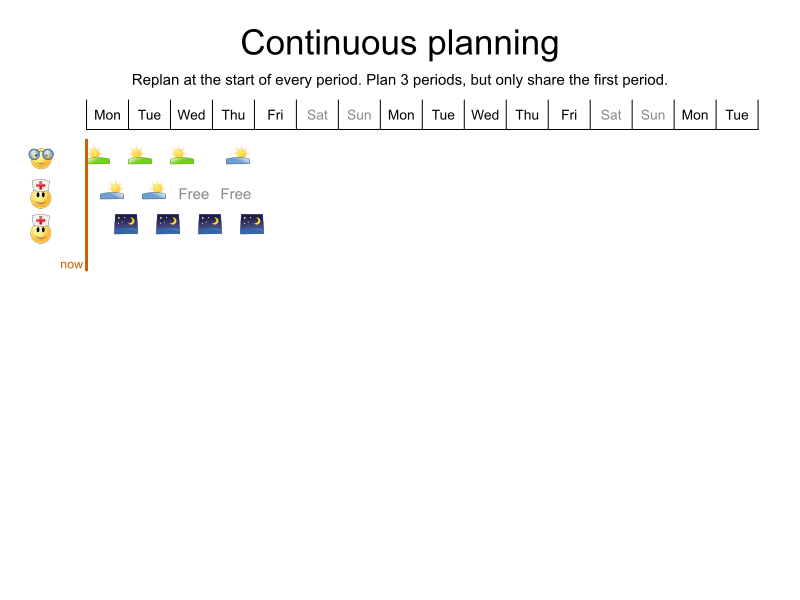 Continuous planning
Replan at the start of every period. Plan 3 periods, but only share the first period.
Mon Tue Wed Thu Fri Sat Sun Mon Tue Wed Thu Fri Sat Sun Mon Tue
Free Free
now